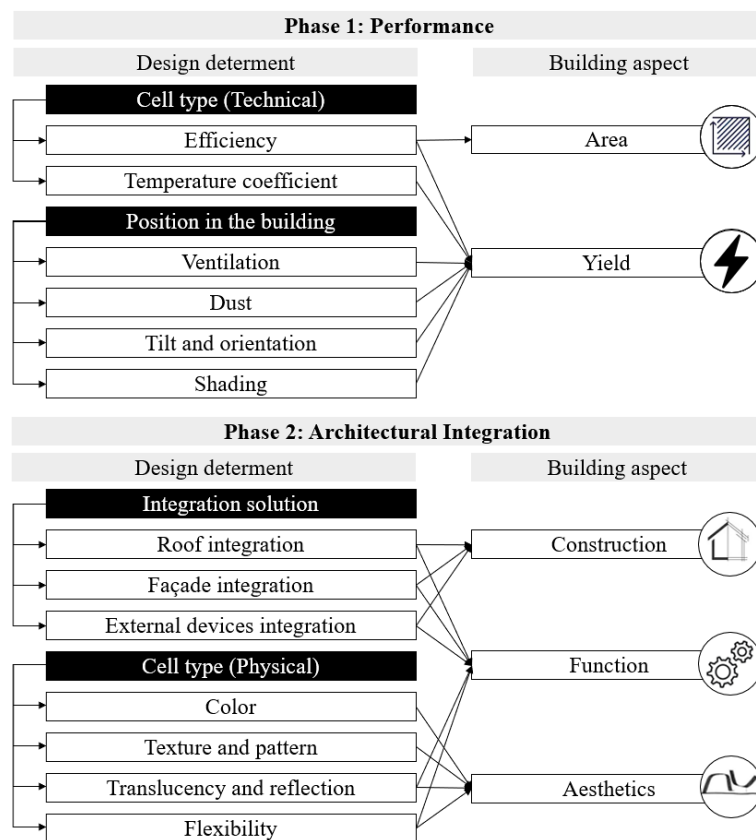 Phase 1: Performance
Design determent
Building aspect
Cell type (Technical)
Efficiency
Area
Temperature coefficient
Position in the building
Ventilation
Yield
Dust
Tilt and orientation
Shading
Phase 2: Architectural Integration
Design determent
Building aspect
Integration solution
Roof integration
Construction
Façade integration
External devices integration
Cell type (Physical)
Function
Color
Texture and pattern
Translucency and reflection
Aesthetics
Flexibility